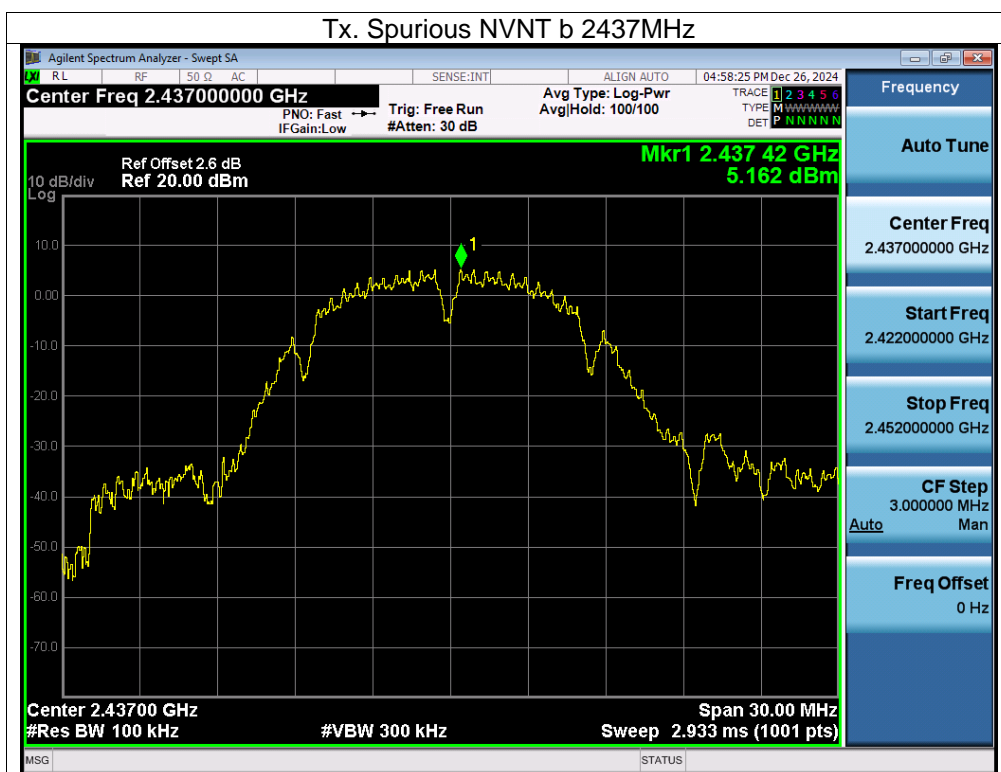 Tx. Spurious NVNT b 2437MHz
Agilent Spectrum Analyzer - Swept SA
LXI RL RF 50 Ω AC SENSE:INT ALIGN AUTO 04:58:25 PM Dec 26, 2024
Center Freq 2.437000000 GHz
PNO: Fast
IFGain:Low
Trig: Free Run
#Atten: 30 dB
Avg Type: Log-Pwr
Avg|Hold: 100/100
TRACE 1 2 3 4 5 6
TYPE M WWWWW
DET P N N N N N
Frequency
Auto Tune
Center Freq
2.437000000 GHz
Start Freq
2.422000000 GHz
Stop Freq
2.452000000 GHz
CF Step
3.000000 MHz
Auto Man
Freq Offset
0 Hz
Mkr1 2.437 42 GHz
5.162 dBm
Ref Offset 2.6 dB
10 dB/div Ref 20.00 dBm
Log
1
10.0
0.00
-10.0
-20.0
-30.0
-40.0
-50.0
-60.0
-70.0
Center 2.43700 GHz Span 30.00 MHz
#Res BW 100 kHz #VBW 300 kHz Sweep 2.933 ms (1001 pts)
MSG STATUS